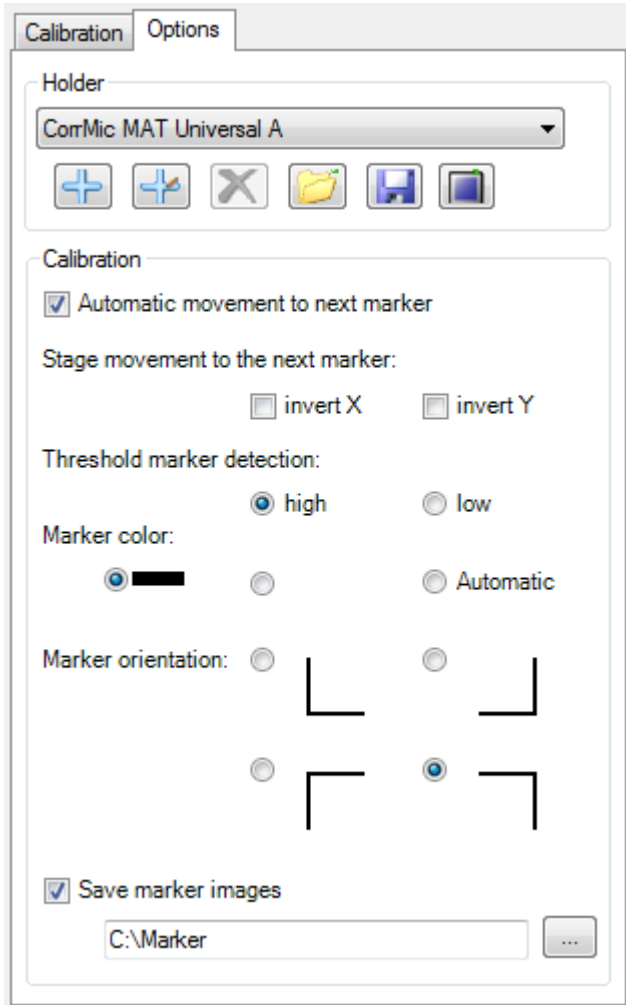 Calibration Options
Holder
CorrMic MAT Universal A
Calibration
Automatic movement to next marker
Stage movement to the next marker:
invert X invert Y
Threshold marker detection:
high low
Marker color:
Automatic
Marker orientation:
Save marker images
C:\Marker ...